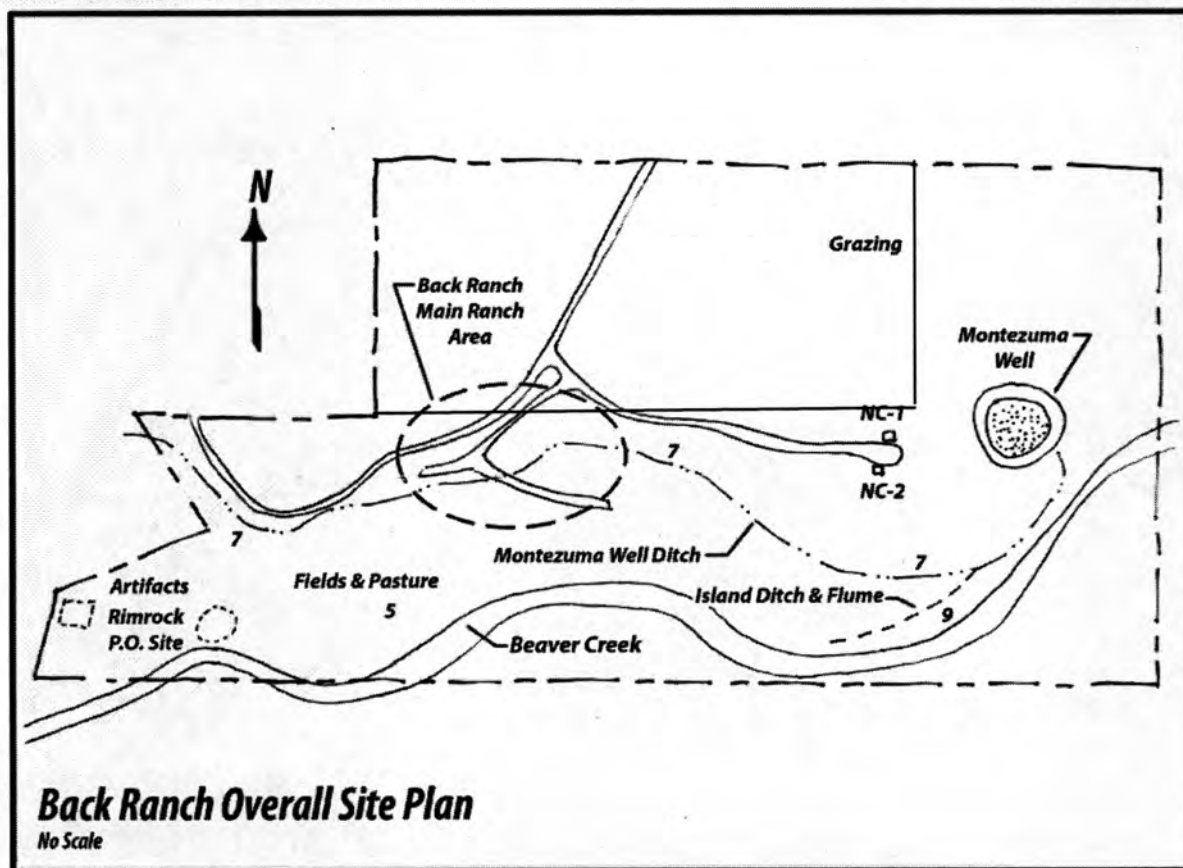 N
Grazing
Back Ranch
Main Ranch
Area
Montezuma
Well
NC-1
7
NC-2
7
Montezuma Well Ditch
7
Artifacts
Fields & Pasture
Island Ditch & Flume
5
9
Rimrock
P.O. Site
Beaver Creek
Back Ranch Overall Site Plan
No Scale